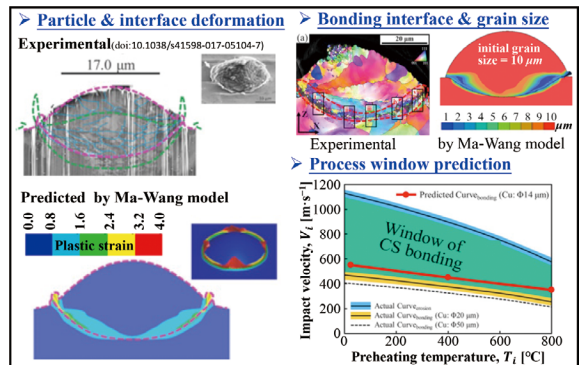 ➢ Particle & interface deformation
Experimental(doi:10.1038/s41598-017-05104-7)
17.0 μm
Predicted by Ma-Wang model
0.0
0.8
1.6
2.4
3.2
4.0
Plastic strain
➢ Bonding interface & grain size
(a)
20 μm
Z
Experimental
initial grain
size = 10 μm
1 2 3 4 5 6 7 8 9 10
μm
by Ma-Wang model
➢ Process window prediction
Impact velocity, Vi [m·s⁻¹]
1200
1000
800
600
400
200
0
Predicted Curvebonding (Cu: Φ14 μm)
Window of
CS bonding
Actual Curveerosion
Actual Curvebonding (Cu: Φ20 μm)
Actual Curvebonding (Cu: Φ50 μm)
0 200 400 600 800
Preheating temperature, Ti [°C]